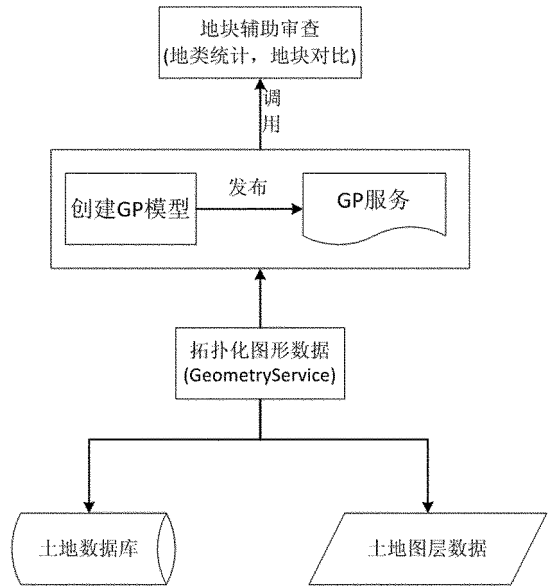 地块辅助审查
(地类统计，地块对比)
调
用
创建GP模型
发布
GP服务
拓扑化图形数据
(GeometryService)
土地数据库
土地图层数据